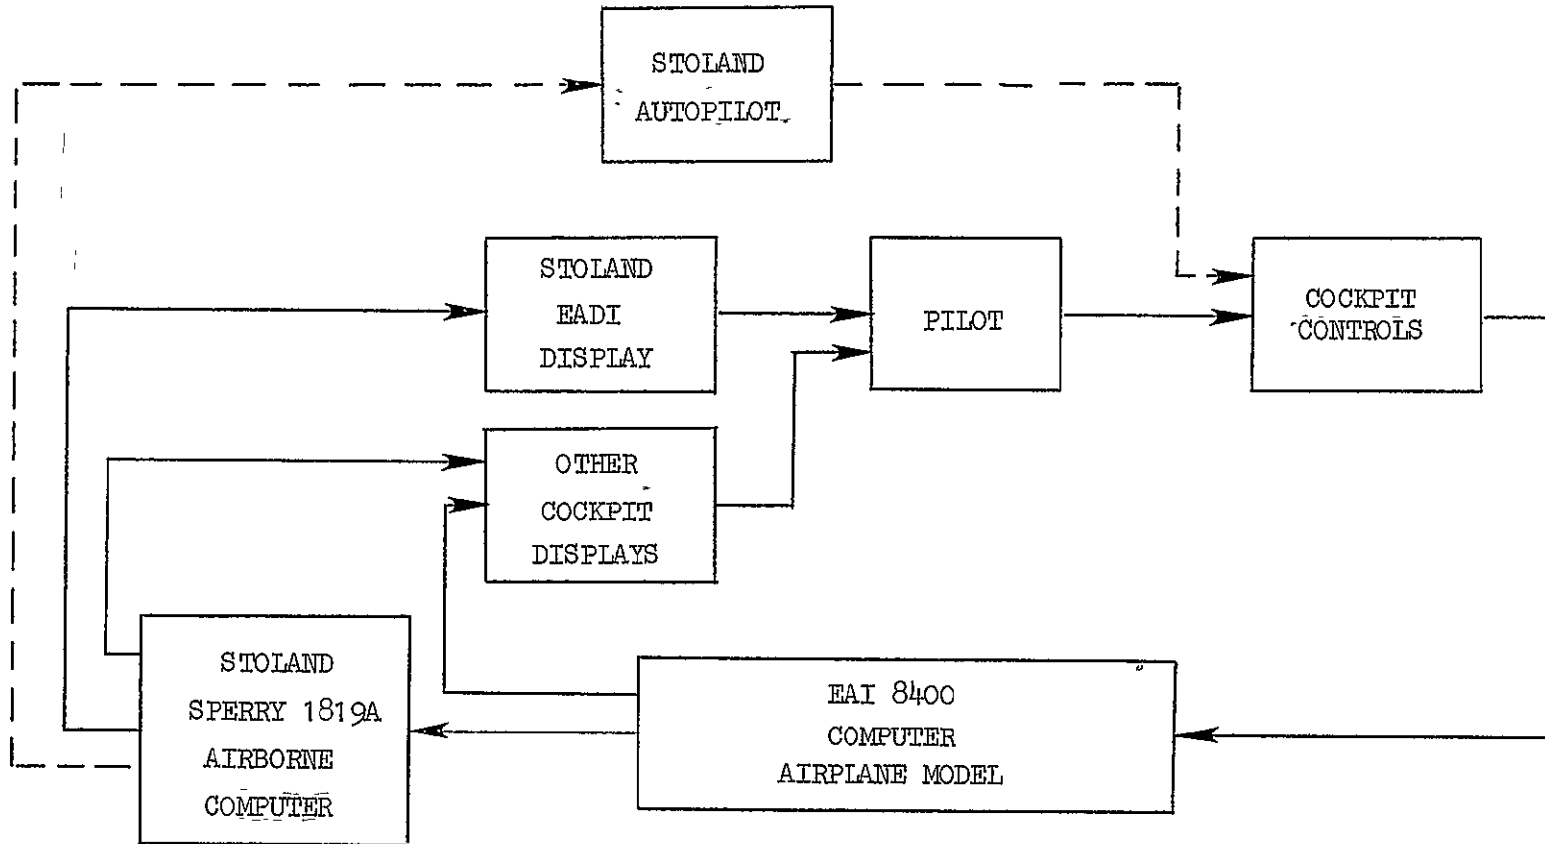 STOLAND
AUTOPILOT
STOLAND
EADI
DISPLAY
PILOT
COCKPIT
CONTROLS
OTHER
COCKPIT
DISPLAYS
STOLAND
SPERRY 1819A
AIRBORNE
COMPUTER
EAI 8400
COMPUTER
AIRPLANE MODEL